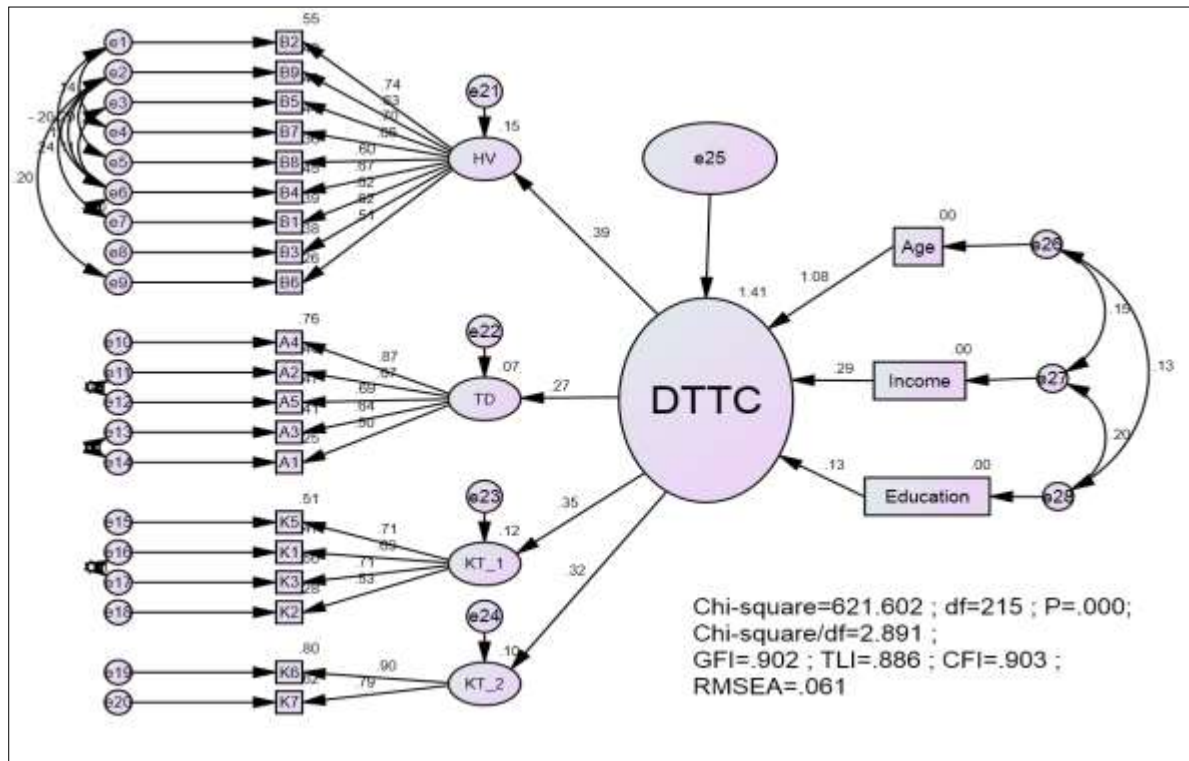 .55
e1 B2
e2 B9
e3 B5
e4 B7
e5 B8
e6 B4
e7 B1
e8 B3
e9 B6
-.20
.20
.74
.60
.67
.51
.26
e21
.15
HV
.39
e25
.76
e10 A4
e11 A2
e12 A5
e13 A3
e14 A1
.87
.67
.69
.64
.50
.41
.25
e22
.07
TD
.27
1.41
DTTC
.00
Age
e26
1.08
.15
.13
.00
Income
e27
.29
.20
.00
Education
e28
.13
.51
e15 K5
e16 K1
e17 K3
e18 K2
.71
.71
.53
.28
e23
.12
KT_1
.35
.32
e24
.10
KT_2
.80
e19 K6
e20 K7
.90
.79
.62
Chi-square=621.602 ; df=215 ; P=.000;
Chi-square/df=2.891 ;
GFI=.902 ; TLI=.886 ; CFI=.903 ;
RMSEA=.061